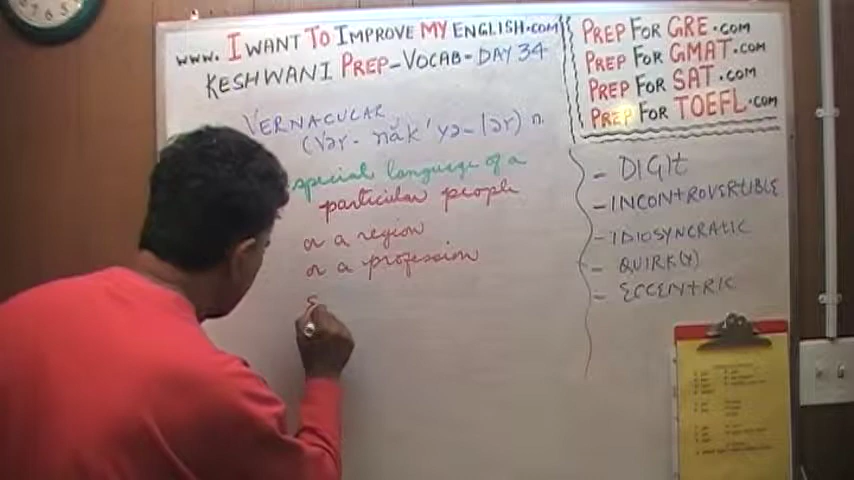 www. I WANT TO IMPROVE MY ENGLISH.COM
KESHWANI PREP-VOCAB-DAY 34
PREP FOR GRE.COM
PREP FOR GMAT.COM
PREP FOR SAT.COM
PREP FOR TOEFL.COM
VERNACULAR
(Vər-năk'yə-lər) n.
special language of a
particular people
or a region
or a profession
- DIGIT
- INCONTROVERTIBLE
- IDIOSYNCRATIC
- QUIRK(Y)
- ECCENTRIC